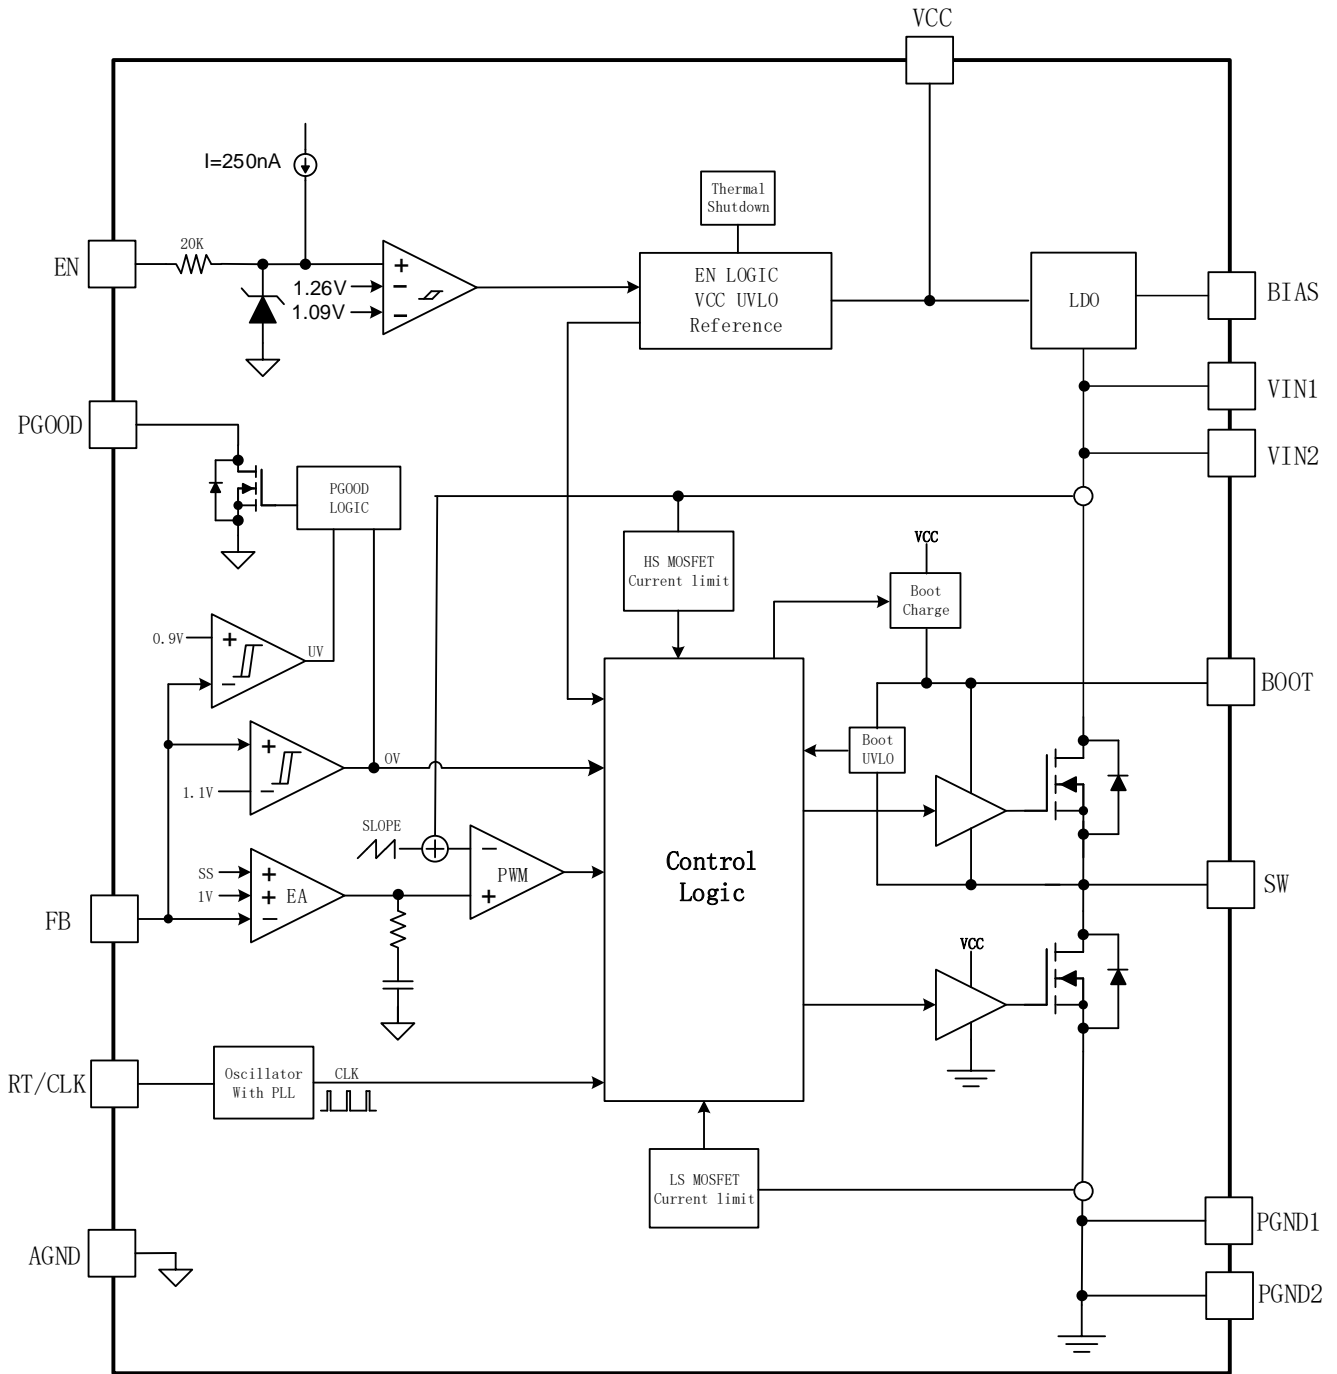 VCC
I=250nA
Thermal
Shutdown
20K
EN
+
1.26V
−
1.09V
−
EN LOGIC
VCC UVLO
Reference
LDO
BIAS
VIN1
VIN2
PGOOD
PGOOD
LOGIC
HS MOSFET
Current limit
VCC
Boot
Charge
0.9V
+
UV
−
BOOT
+
OV
1.1V
−
Boot
UVLO
SLOPE
+
−
PWM
+
SS
+
1V
+
EA
−
FB
Control
Logic
SW
VCC
RT/CLK
Oscillator
With PLL
CLK
LS MOSFET
Current limit
PGND1
AGND
PGND2